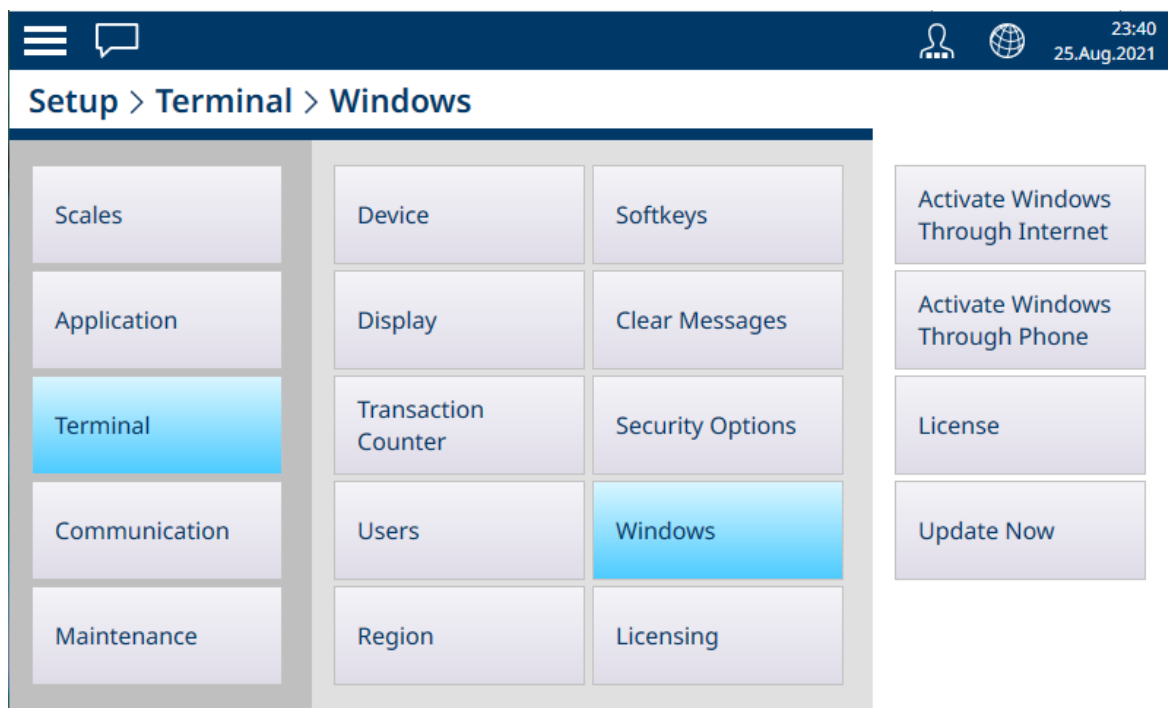 23:40
25.Aug.2021
Setup > Terminal > Windows
Scales
Device
Softkeys
Activate Windows
Through Internet
Application
Display
Clear Messages
Activate Windows
Through Phone
Terminal
Transaction
Counter
Security Options
License
Communication
Users
Windows
Update Now
Maintenance
Region
Licensing